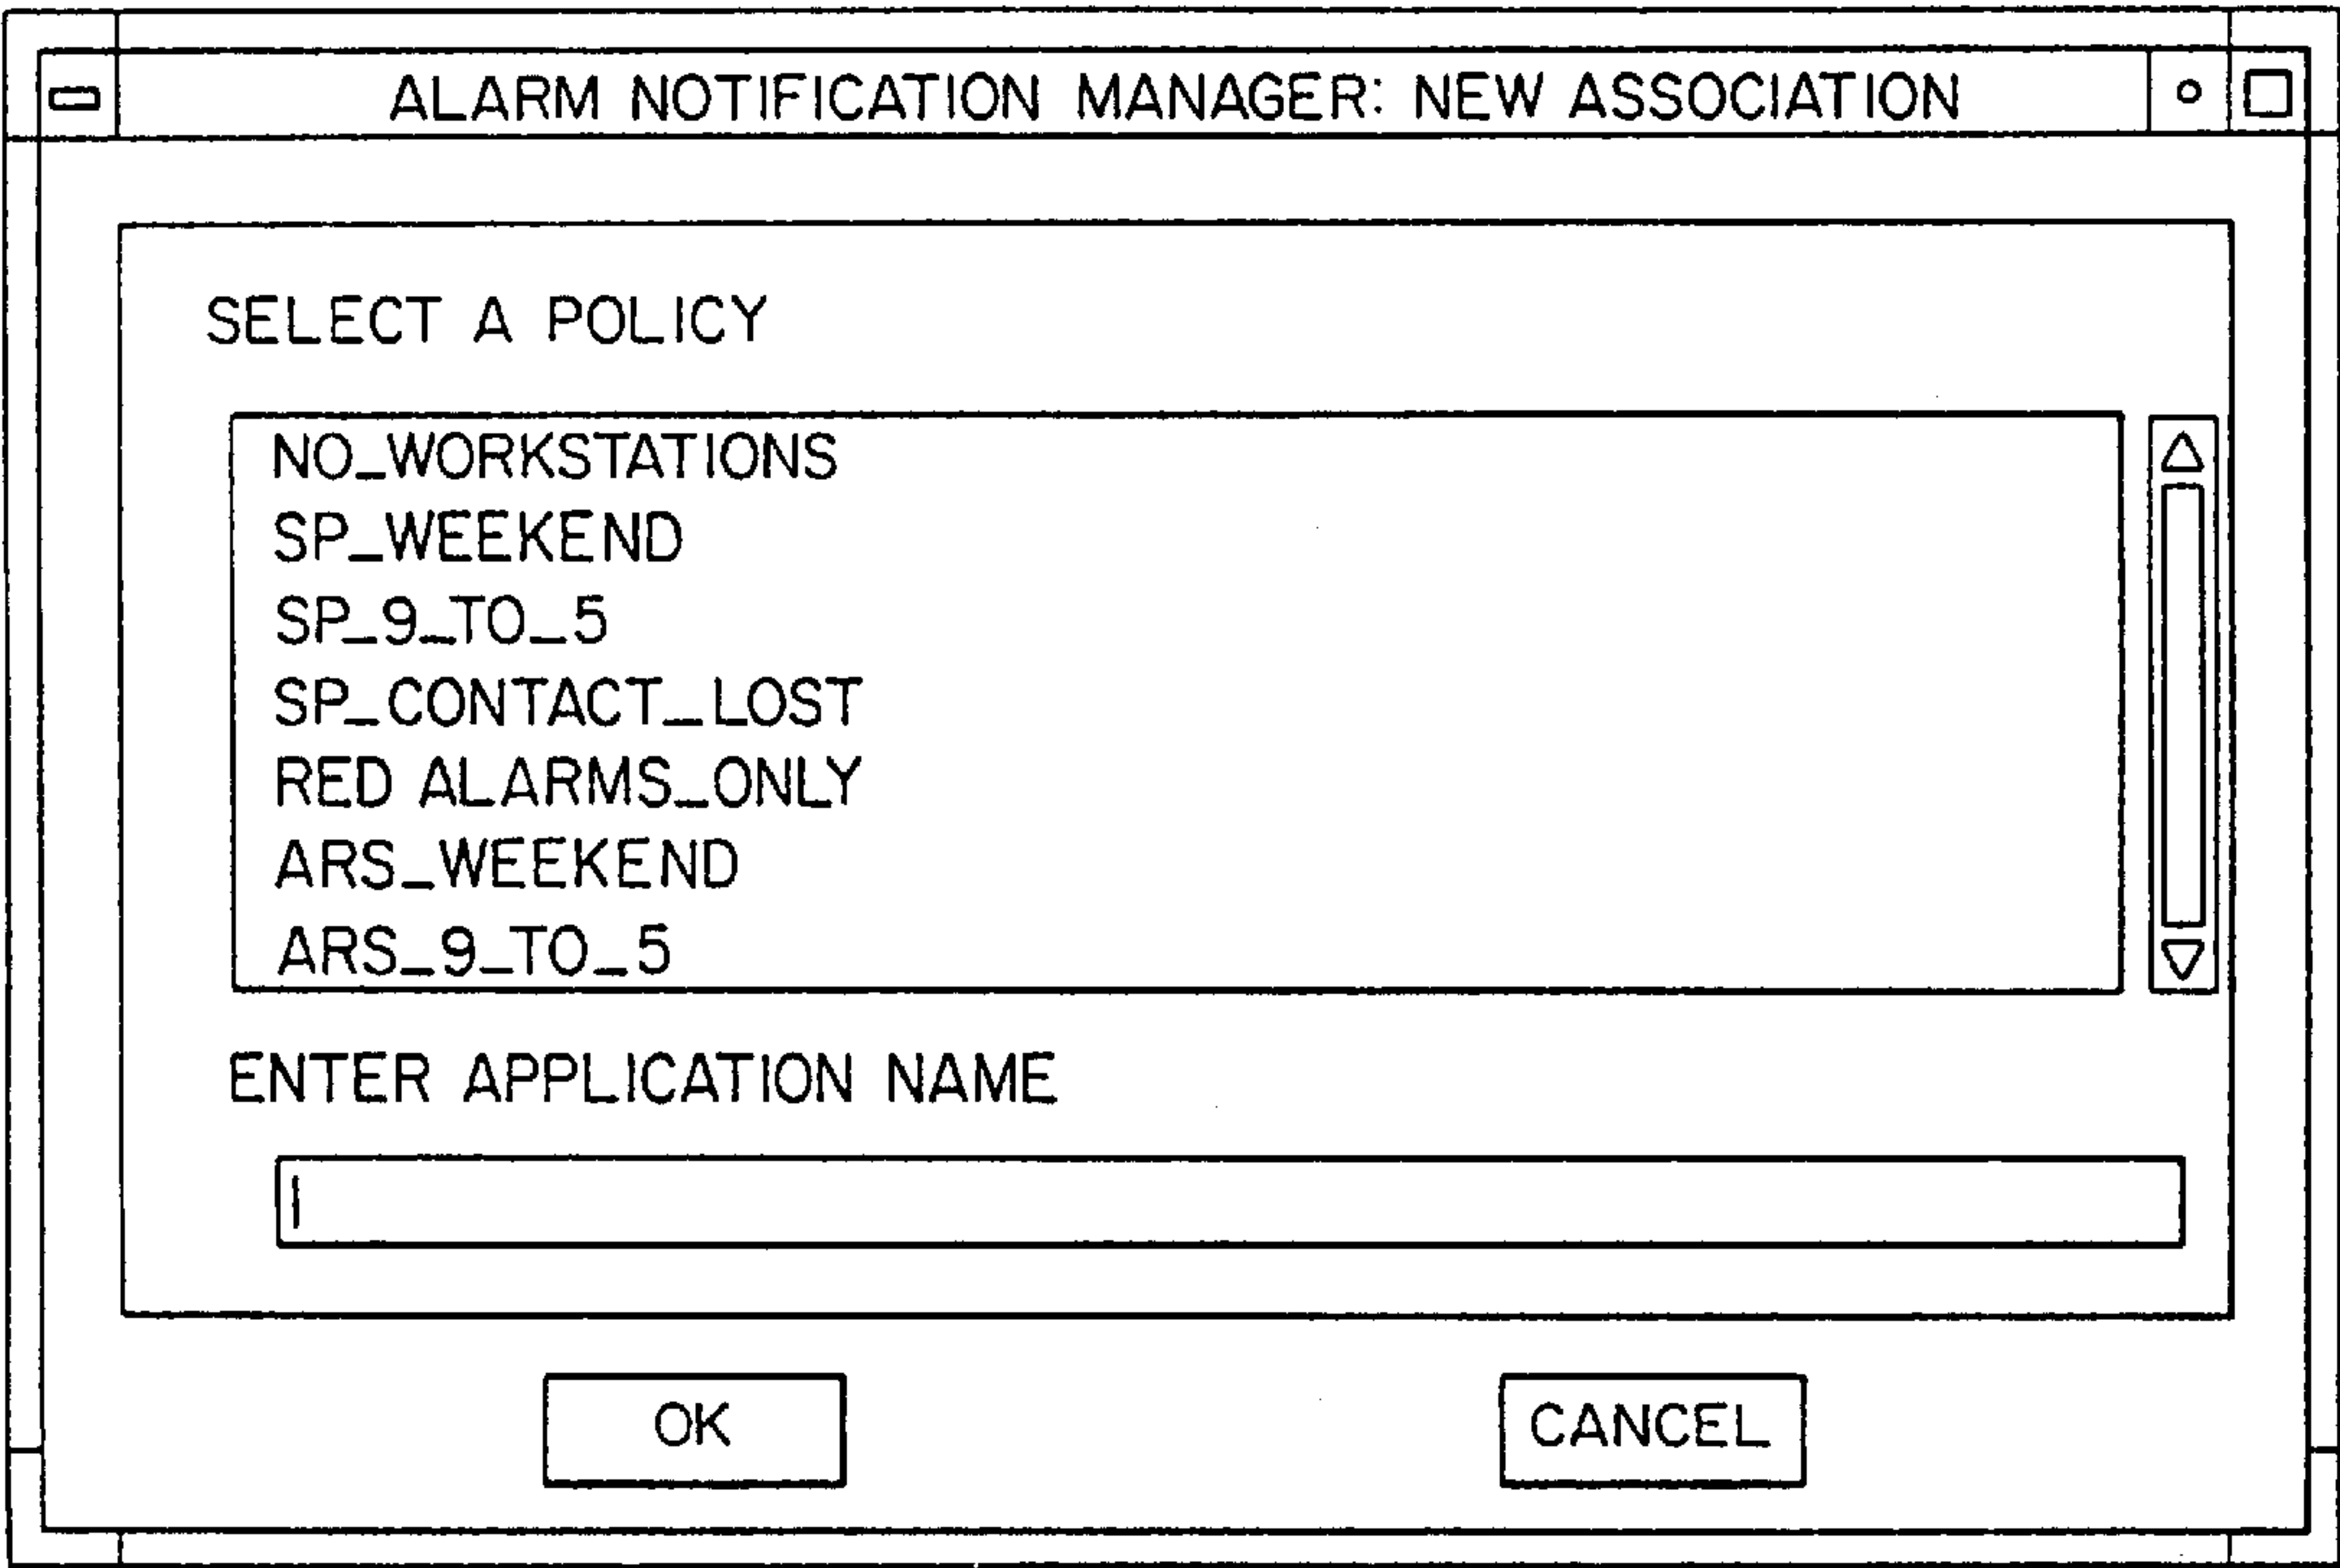 ALARM NOTIFICATION MANAGER: NEW ASSOCIATION
SELECT A POLICY
NO_WORKSTATIONS
SP_WEEKEND
SP_9_TO_5
SP_CONTACT_LOST
RED ALARMS_ONLY
ARS_WEEKEND
ARS_9_TO_5
ENTER APPLICATION NAME
OK CANCEL